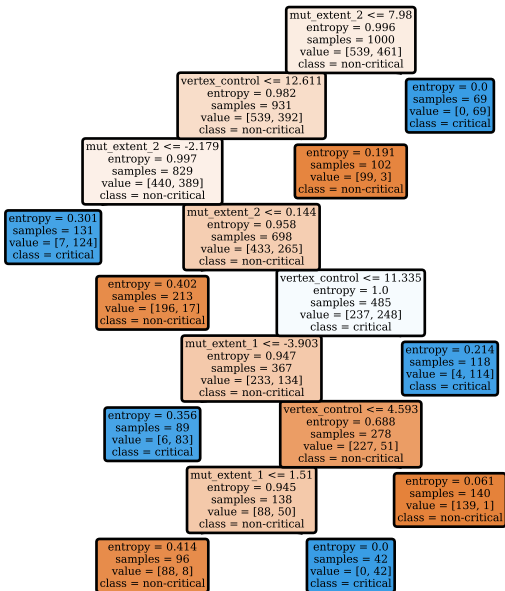 mut_extent_2 <= 7.98
entropy = 0.996
samples = 1000
value = [539, 461]
class = non-critical
vertex_control <= 12.611
entropy = 0.982
samples = 931
value = [539, 392]
class = non-critical
entropy = 0.0
samples = 69
value = [0, 69]
class = critical
mut_extent_2 <= -2.179
entropy = 0.997
samples = 829
value = [440, 389]
class = non-critical
entropy = 0.191
samples = 102
value = [99, 3]
class = non-critical
entropy = 0.301
samples = 131
value = [7, 124]
class = critical
mut_extent_2 <= 0.144
entropy = 0.958
samples = 698
value = [433, 265]
class = non-critical
entropy = 0.402
samples = 213
value = [196, 17]
class = non-critical
vertex_control <= 11.335
entropy = 1.0
samples = 485
value = [237, 248]
class = critical
mut_extent_1 <= -3.903
entropy = 0.947
samples = 367
value = [233, 134]
class = non-critical
entropy = 0.214
samples = 118
value = [4, 114]
class = critical
entropy = 0.356
samples = 89
value = [6, 83]
class = critical
vertex_control <= 4.593
entropy = 0.688
samples = 278
value = [227, 51]
class = non-critical
mut_extent_1 <= 1.51
entropy = 0.945
samples = 138
value = [88, 50]
class = non-critical
entropy = 0.061
samples = 140
value = [139, 1]
class = non-critical
entropy = 0.414
samples = 96
value = [88, 8]
class = non-critical
entropy = 0.0
samples = 42
value = [0, 42]
class = critical